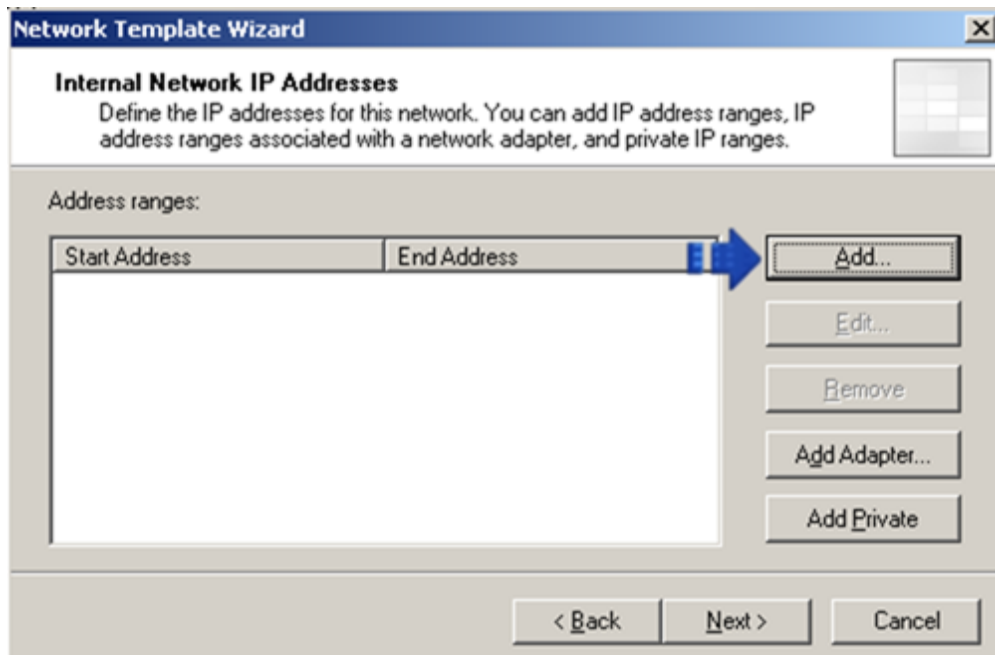 Network Template Wizard
Internal Network IP Addresses
Define the IP addresses for this network. You can add IP address ranges, IP
address ranges associated with a network adapter, and private IP ranges.
Address ranges:
Start Address End Address
Add...
Edit...
Remove
Add Adapter...
Add Private
< Back Next > Cancel